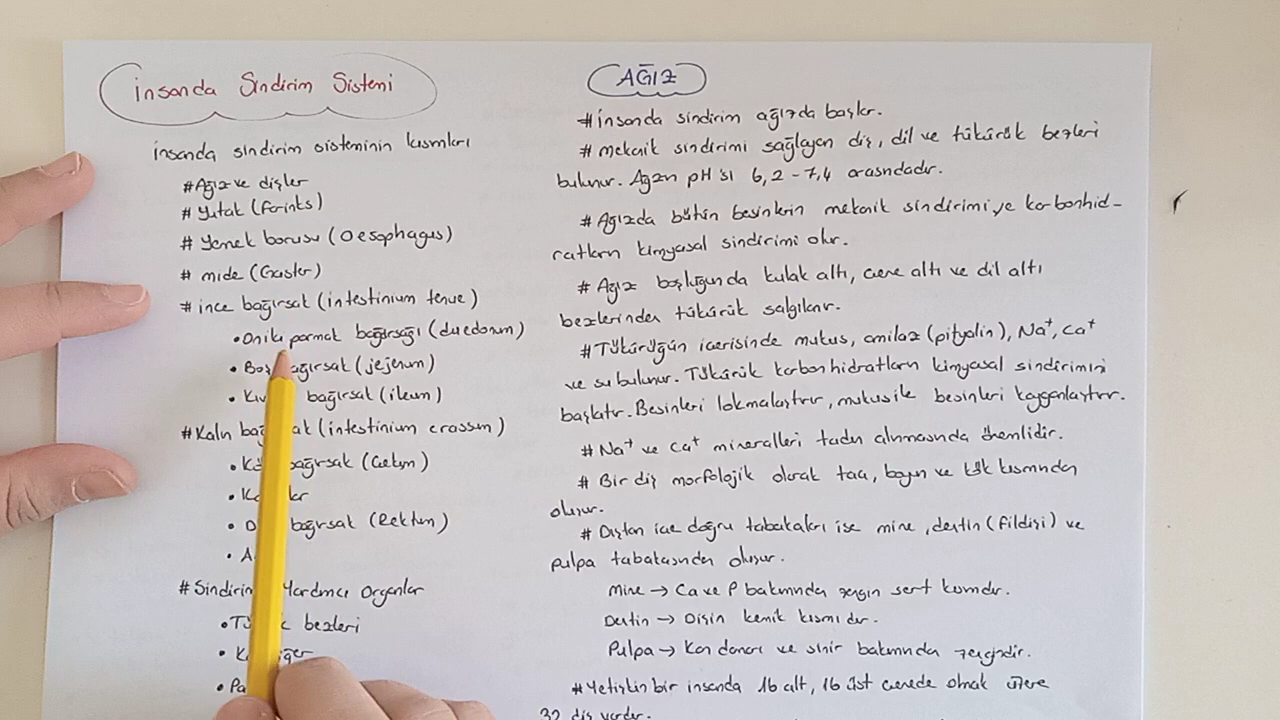 İnsanda Sindirim Sistemi
İnsanda sindirim sisteminin kısımları
#Ağız ve dişler
# Yutak (farinks)
# Yemek borusu (Oesophagus)
# mide (Gaster)
# ince bağırsak (intestinium tenue)
• Oniki parmak bağırsağı (duedonum)
• Boş bağırsak (jejenum)
• bağırsak (ileum)
#Kalın (intestinium crassum)
• bağırsak (Cekum)
•
• bağırsak (Rektum)
•
# Sindirim Yardımcı Organlar
• bezleri
•
•
AĞIZ
# İnsanda sindirim ağızda başlar.
# mekanik sindirimi sağlayan diş, dil ve tükürük bezleri
bulunur. Ağzın pH'sı 6,2 - 7,4 arasındadır.
# Ağızda bütün besinlerin mekanik sindirimi ve karbonhid-
ratların kimyasal sindirimi olur.
# Ağız boşluğunda kulak altı, çene altı ve dil altı
bezlerinden tükürük salgılanır.
#Tükürüğün içerisinde mukus, amilaz (pityalin), Na⁺, Ca⁺
ve su bulunur. Tükürük karbonhidratların kimyasal sindirimini
başlatır. Besinleri lokmalaştırır, mukus ile besinleri kayganlaştırır.
# Na⁺ ve Ca⁺ mineralleri tadın alınmasında önemlidir.
# Bir diş morfolojik olarak taç, boyun ve kök kısmından
oluşur.
# Dıştan içe doğru tabakaları ise mine, dentin (fildişi) ve
pulpa tabakasından oluşur.
Mine → Ca ve P bakımından zengin sert kısımdır.
Dentin → Dişin kemik kısmıdır.
Pulpa → Kan damarı ve sinir bakımından zengindir.
# Yetişkin bir insanda 16 alt, 16 üst çenede olmak üzere
32 diş vardır.